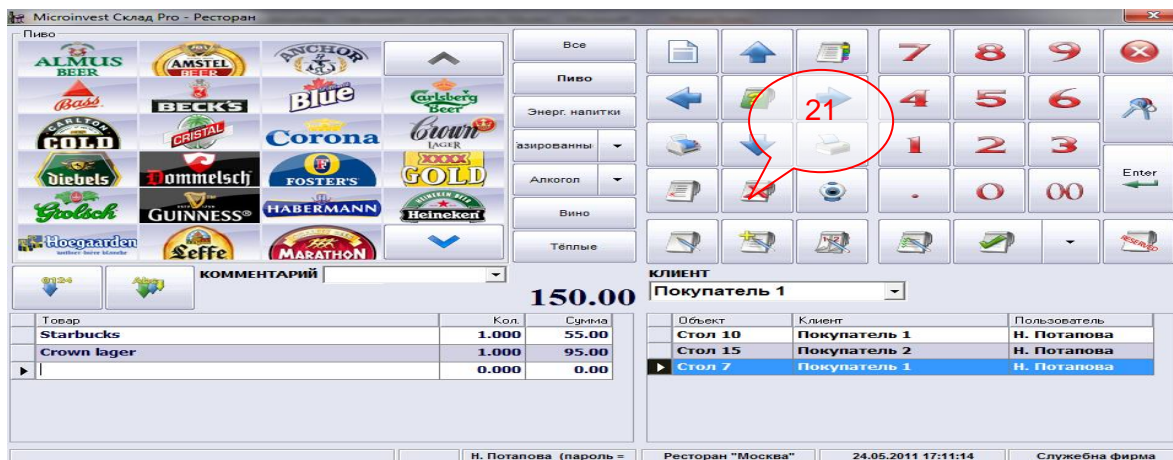 Microinvest Склад Pro - Ресторан
Пиво
ALMUS BEER
AMSTEL BEER
ANCHOR
Bass
BECK'S
Blue
Carlsberg Beer
CARLTON COLD
CRISTAL
Corona
Crown LAGER
Diebels
Dommelsch
FOSTER'S
XXXX GOLD
Grolsch
GUINNESS®
HABERMANN
Heineken
Hoegaarden
Leffe
MARATHON
Все
Пиво
Энерг. напитки
азированны
Алкогол
Вино
Тёплые
21
7 8 9
4 5 6
1 2 3
. 0 00
Enter
RESERVED
КОММЕНТАРИЙ
150.00
КЛИЕНТ
Покупатель 1
Товар Кол. Сумма
Starbucks 1.000 55.00
Crown lager 1.000 95.00
0.000 0.00
Объект Клиент Пользователь
Стол 10 Покупатель 1 Н. Потапова
Стол 15 Покупатель 2 Н. Потапова
Стол 7 Покупатель 1 Н. Потапова
Н. Потапова (пароль = Ресторан "Москва" 24.05.2011 17:11:14 Служебна фирма